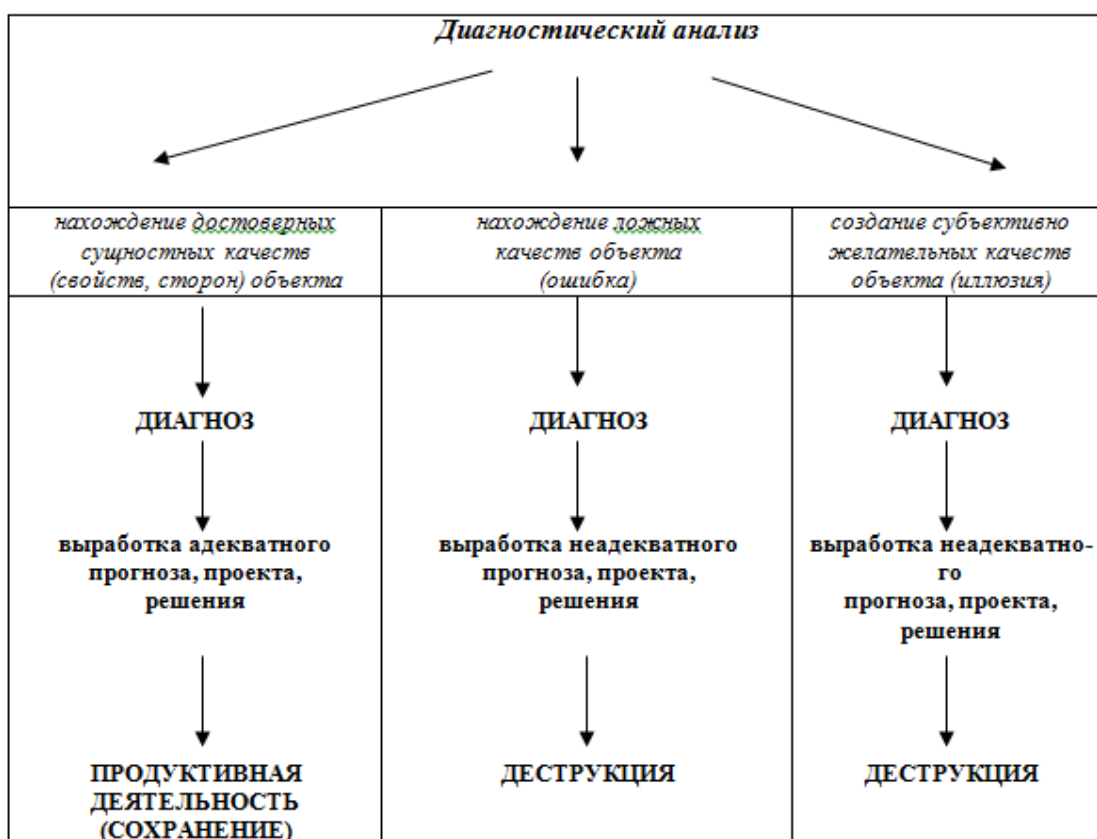 Диагностический анализ
нахождение достоверных
сущностных качеств
(свойств, сторон) объекта
нахождение ложных
качеств объекта
(ошибка)
создание субъективно
желательных качеств
объекта (иллюзия)
ДИАГНОЗ
выработка адекватного
прогноза, проекта,
решения
ПРОДУКТИВНАЯ
ДЕЯТЕЛЬНОСТЬ
(СОХРАНЕНИЕ)
ДИАГНОЗ
выработка неадекватного
прогноза, проекта,
решения
ДЕСТРУКЦИЯ
ДИАГНОЗ
выработка неадекватно-
го
прогноза, проекта,
решения
ДЕСТРУКЦИЯ